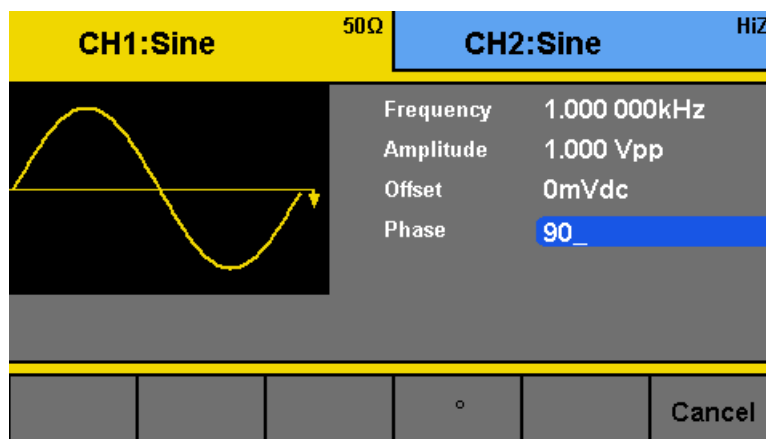 CH1:Sine 50Ω CH2:Sine HiZ
Frequency 1.000 000kHz
Amplitude 1.000 Vpp
Offset 0mVdc
Phase 90_
° Cancel